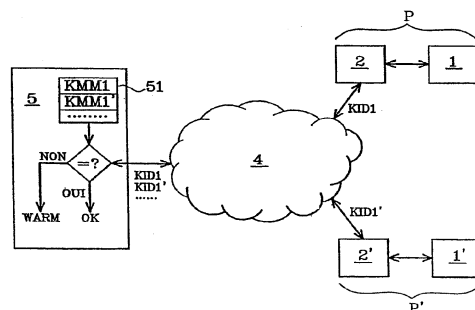 P
2
1
KID1
5
KMM1
51
KMM1'
........
=?
NON
OUI
WARM
OK
KID1
KID1'
......
4
KID1'
2'
1'
P'